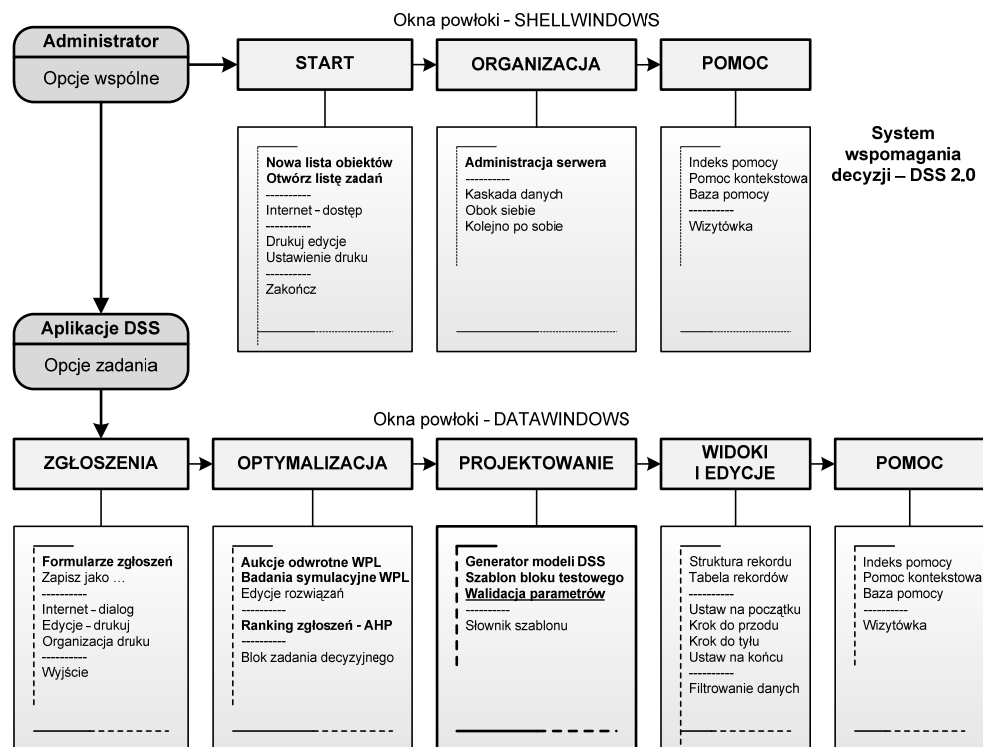 Okna powłoki - SHELLWINDOWS
Administrator
Opcje wspólne
START
ORGANIZACJA
POMOC
Nowa lista obiektów
Otwórz listę zadań
----------
Internet – dostęp
----------
Drukuj edycje
Ustawienie druku
----------
Zakończ
Administracja serwera
----------
Kaskada danych
Obok siebie
Kolejno po sobie
Indeks pomocy
Pomoc kontekstowa
Baza pomocy
----------
Wizytówka
System
wspomagania
decyzji – DSS 2.0
Aplikacje DSS
Opcje zadania
Okna powłoki - DATAWINDOWS
ZGŁOSZENIA
OPTYMALIZACJA
PROJEKTOWANIE
WIDOKI
I EDYCJE
POMOC
Formularze zgłoszeń
Zapisz jako ...
----------
Internet – dialog
Edycje – drukuj
Organizacja druku
----------
Wyjście
Aukcje odwrotne WPL
Badania symulacyjne WPL
Edycje rozwiązań
----------
Ranking zgłoszeń - AHP
----------
Blok zadania decyzyjnego
Generator modeli DSS
Szablon bloku testowego
Walidacja parametrów
----------
Słownik szablonu
Struktura rekordu
Tabela rekordów
----------
Ustaw na początku
Krok do przodu
Krok do tyłu
Ustaw na końcu
----------
Filtrowanie danych
Indeks pomocy
Pomoc kontekstowa
Baza pomocy
----------
Wizytówka